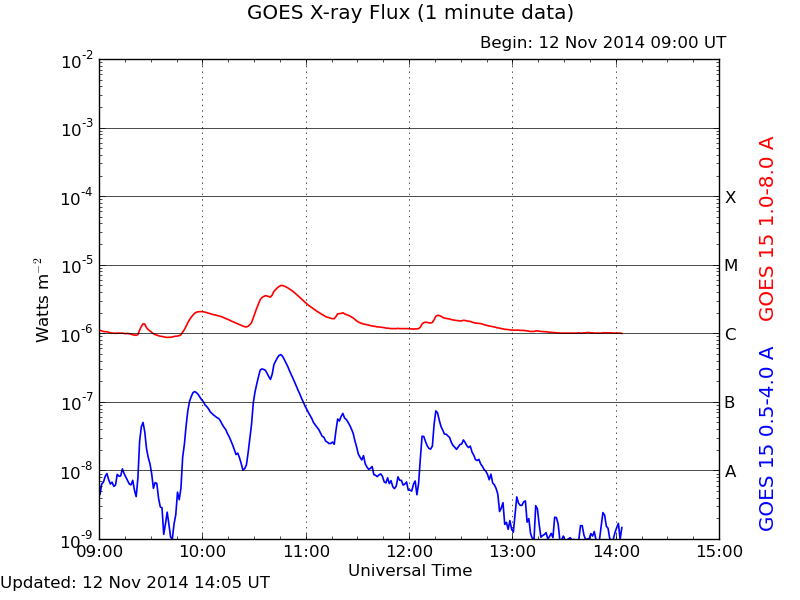 GOES X-ray Flux (1 minute data)
Begin: 12 Nov 2014 09:00 UT
10^-2
10^-3
10^-4
10^-5
10^-6
10^-7
10^-8
10^-9
Watts m^-2
X
M
C
B
A
GOES 15 1.0-8.0 A
GOES 15 0.5-4.0 A
09:00 10:00 11:00 12:00 13:00 14:00 15:00
Universal Time
Updated: 12 Nov 2014 14:05 UT